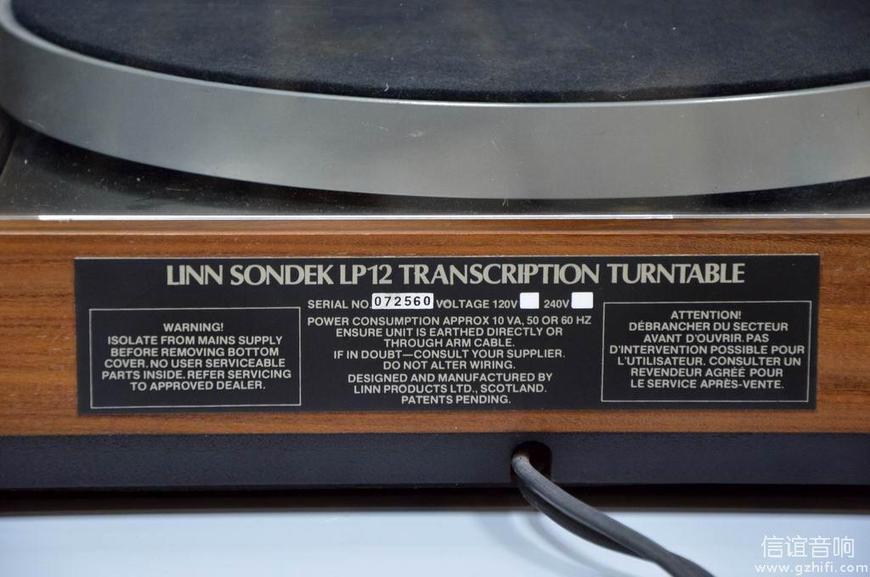 LINN SONDEK LP12 TRANSCRIPTION TURNTABLE
SERIAL NO. 072560 VOLTAGE 120V 240V
WARNING!
ISOLATE FROM MAINS SUPPLY
BEFORE REMOVING BOTTOM
COVER. NO USER SERVICEABLE
PARTS INSIDE. REFER SERVICING
TO APPROVED DEALER.
POWER CONSUMPTION APPROX 10 VA, 50 OR 60 HZ
ENSURE UNIT IS EARTHED DIRECTLY OR
THROUGH ARM CABLE.
IF IN DOUBT—CONSULT YOUR SUPPLIER.
DO NOT ALTER WIRING.
DESIGNED AND MANUFACTURED BY
LINN PRODUCTS LTD., SCOTLAND.
PATENTS PENDING.
ATTENTION!
DÉBRANCHER DU SECTEUR
AVANT D'OUVRIR. PAS
D'INTERVENTION POSSIBLE POUR
L'UTILISATEUR. CONSULTER UN
REVENDEUR AGRÉÉ POUR
LE SERVICE APRÈS-VENTE.
信谊音响
www.gzhifi.com